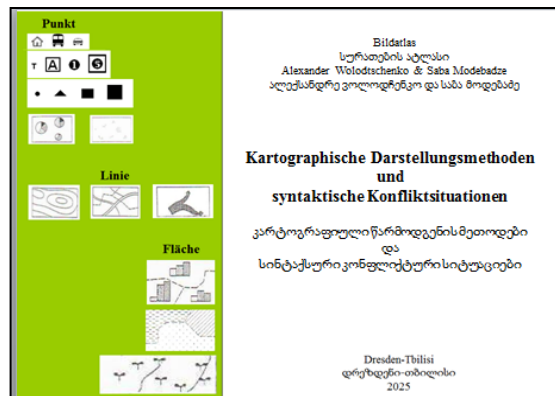 Punkt
T A 1 S
Linie
Fläche
Bildatlas
სურათების ატლასი
Alexander Wolodtschenko & Saba Modebadze
ალექსანდრე ვოლოდჩენკო და საბა მოდებაძე
Kartographische Darstellungsmethoden
und
syntaktische Konfliktsituationen
კარტოგრაფიული წარმოდგენის მეთოდები
და
სინტაქსური კონფლიქტური სიტუაციები
Dresden-Tbilisi
დრეზდენი-თბილისი
2025